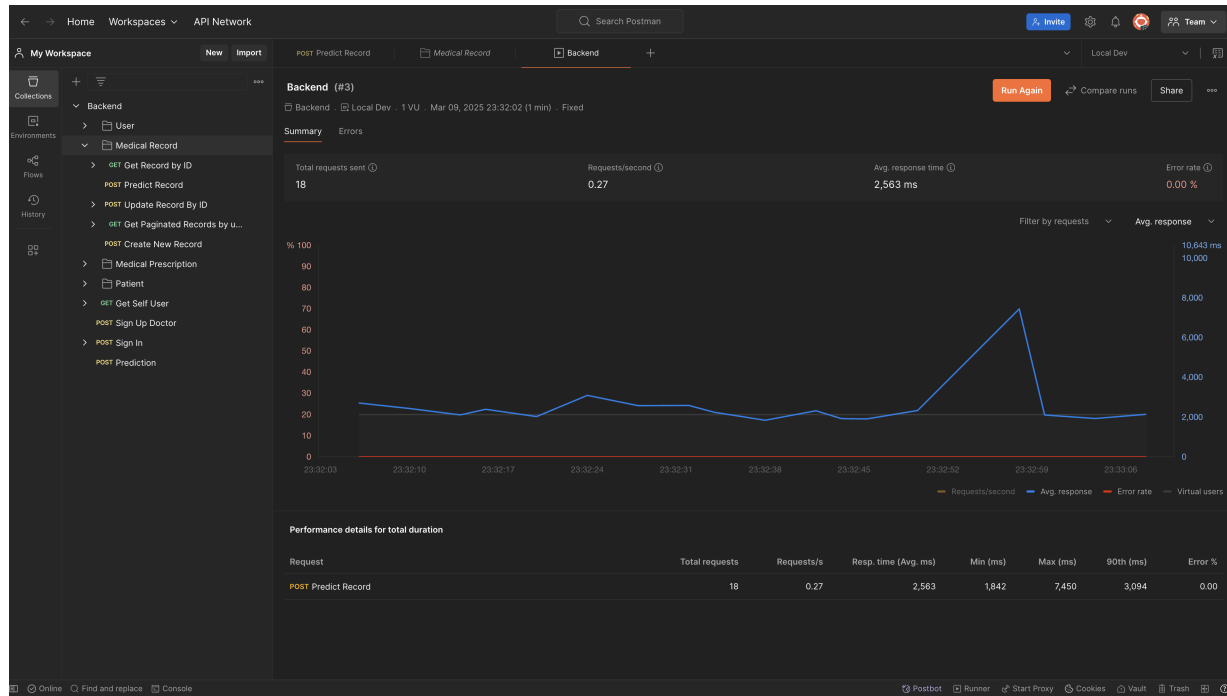 Home Workspaces API Network Search Postman Invite Team
My Workspace New Import POST Predict Record Medical Record Backend Local Dev
Collections
Environments
Flows
History
Backend
User
Medical Record
GET Get Record by ID
POST Predict Record
POST Update Record By ID
GET Get Paginated Records by u...
POST Create New Record
Medical Prescription
Patient
GET Get Self User
POST Sign Up Doctor
POST Sign In
POST Prediction
Backend (#3) Run Again Compare runs Share
Backend . Local Dev . 1 VU . Mar 09, 2025 23:32:02 (1 min) . Fixed
Summary Errors
Total requests sent Requests/second Avg. response time Error rate
18 0.27 2,563 ms 0.00 %
Filter by requests Avg. response
% 100 10,643 ms
10,000
90
80
8,000
70
60
6,000
50
40
4,000
30
20
2,000
10
0 0
23:32:03 23:32:10 23:32:17 23:32:24 23:32:31 23:32:38 23:32:45 23:32:52 23:32:59 23:33:06
Requests/second Avg. response Error rate Virtual users
Performance details for total duration
Request Total requests Requests/s Resp. time (Avg. ms) Min (ms) Max (ms) 90th (ms) Error %
POST Predict Record 18 0.27 2,563 1,842 7,450 3,094 0.00
Online Find and replace Console Postbot Runner Start Proxy Cookies Vault Trash